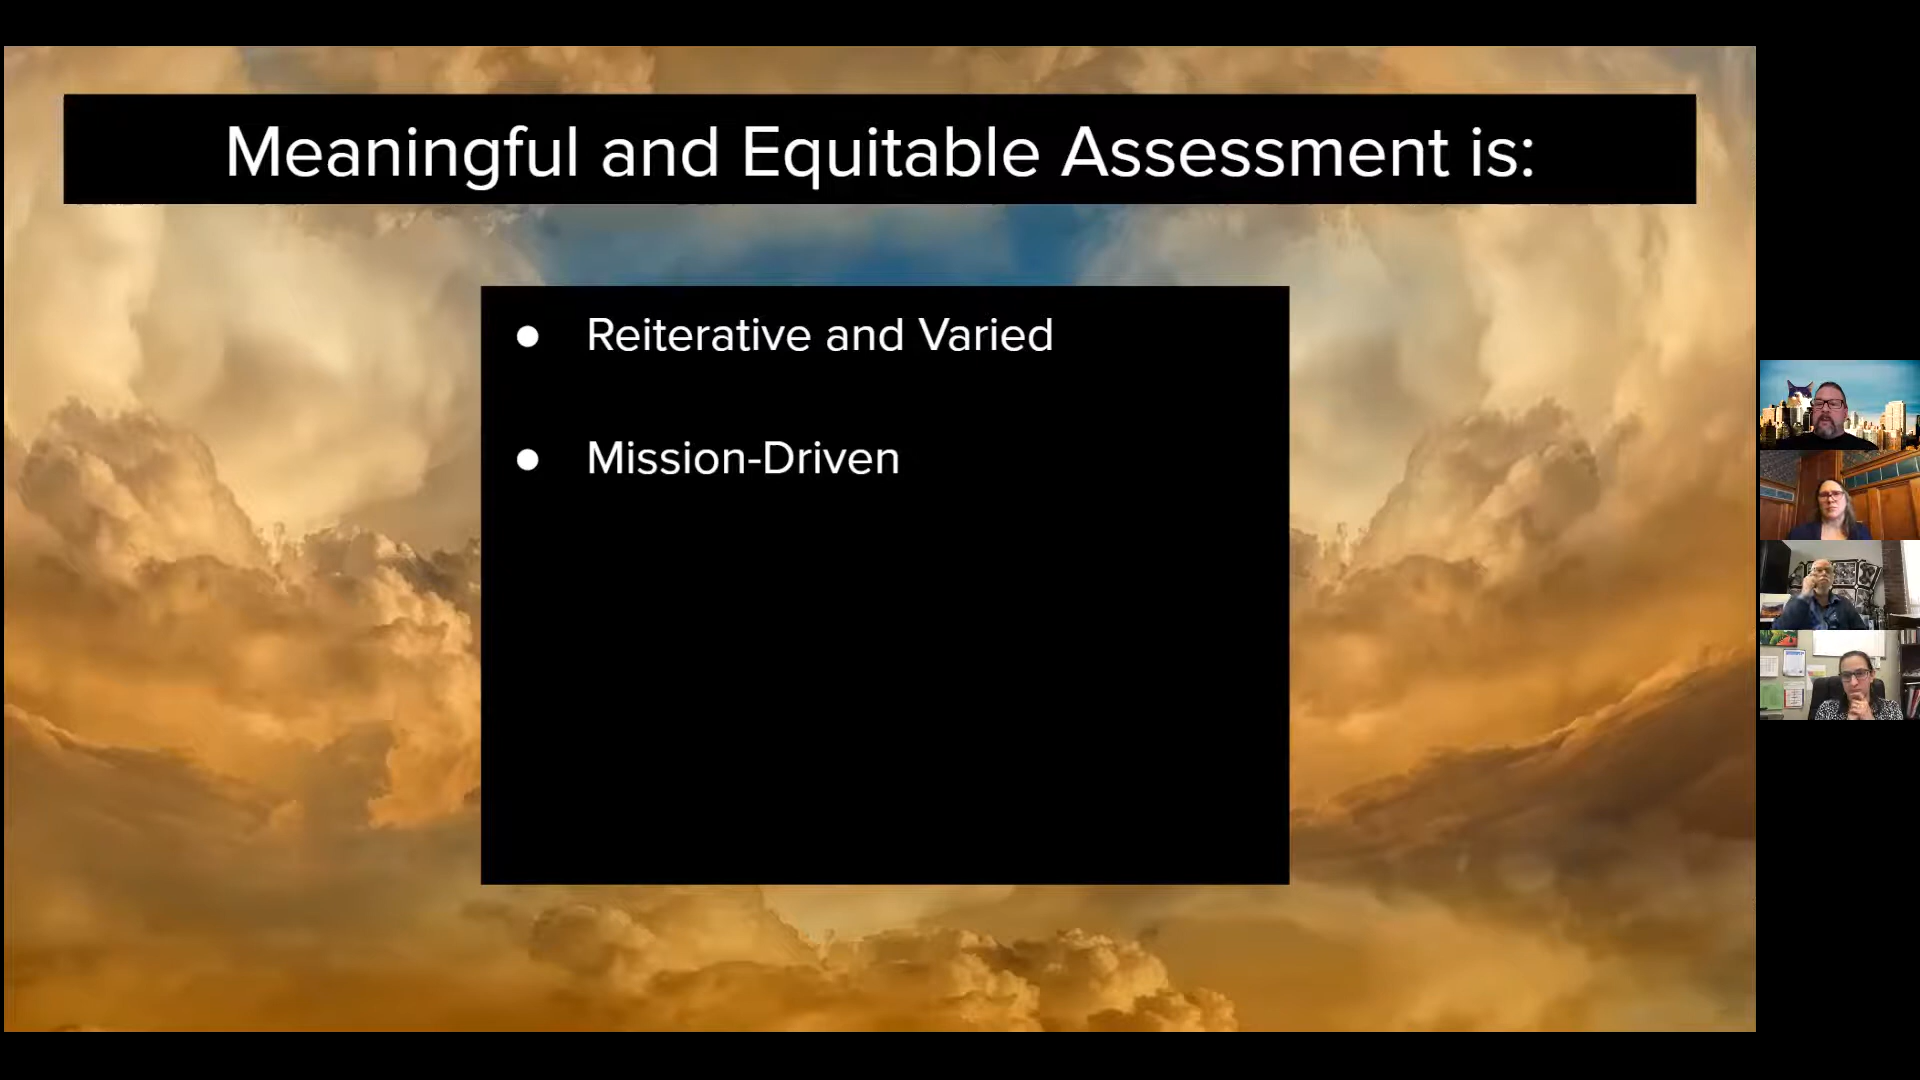 Meaningful and Equitable Assessment is:
● Reiterative and Varied
● Mission-Driven